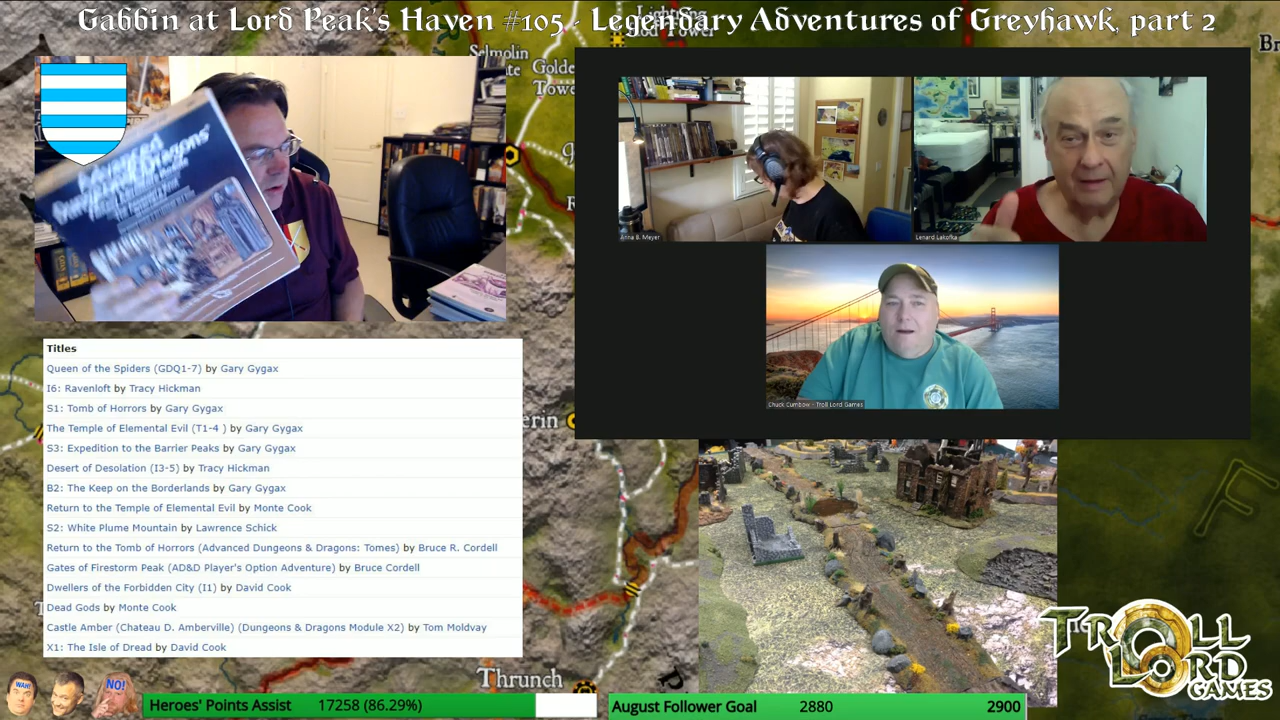 Gabbin at Lord Peak's Haven #105 - Legendary Adventures of Greyhawk, part 2
Selmolin
Anna B. Meyer
Lenard Lakofka
Chuck Cumbow - Troll Lord Games
Titles
Queen of the Spiders (GDQ1-7) by Gary Gygax
I6: Ravenloft by Tracy Hickman
S1: Tomb of Horrors by Gary Gygax
The Temple of Elemental Evil (T1-4 ) by Gary Gygax
S3: Expedition to the Barrier Peaks by Gary Gygax
Desert of Desolation (I3-5) by Tracy Hickman
B2: The Keep on the Borderlands by Gary Gygax
Return to the Temple of Elemental Evil by Monte Cook
S2: White Plume Mountain by Lawrence Schick
Return to the Tomb of Horrors (Advanced Dungeons & Dragons: Tomes) by Bruce R. Cordell
Gates of Firestorm Peak (AD&D Player's Option Adventure) by Bruce Cordell
Dwellers of the Forbidden City (I1) by David Cook
Dead Gods by Monte Cook
Castle Amber (Chateau D. Amberville) (Dungeons & Dragons Module X2) by Tom Moldvay
X1: The Isle of Dread by David Cook
Thrunch
TROLL
LORD
GAMES
WAH!
NO!
Heroes' Points Assist 17258 (86.29%)
August Follower Goal 2880 2900